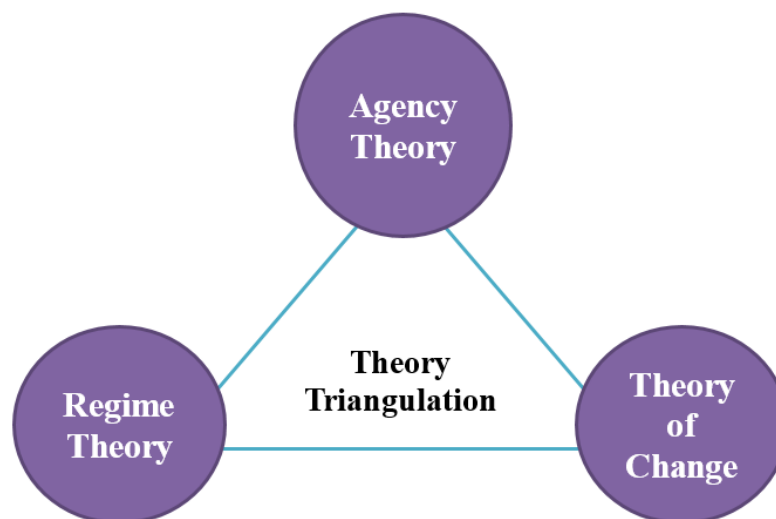 Agency
Theory
Theory
Triangulation
Regime
Theory
Theory
of
Change